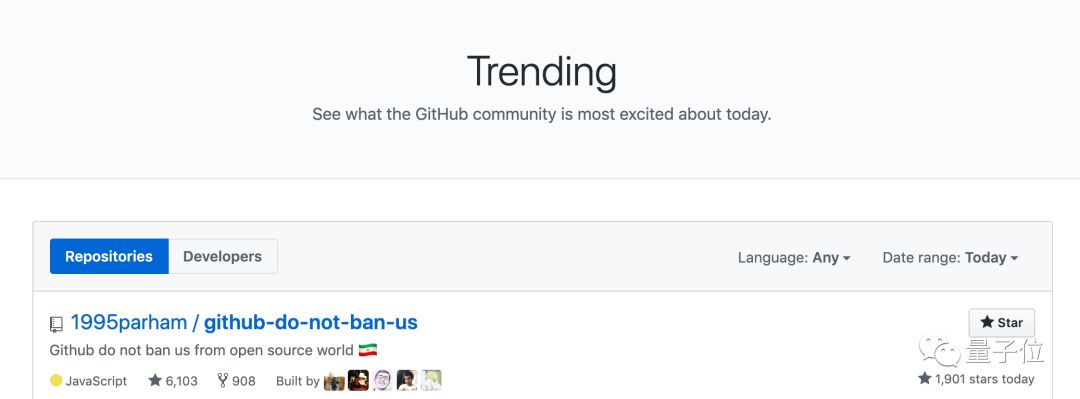 Trending
See what the GitHub community is most excited about today.
Repositories Developers Language: Any Date range: Today
1995parham / github-do-not-ban-us Star
Github do not ban us from open source world 🇮🇷
量子位
JavaScript 6,103 908 Built by 1,901 stars today